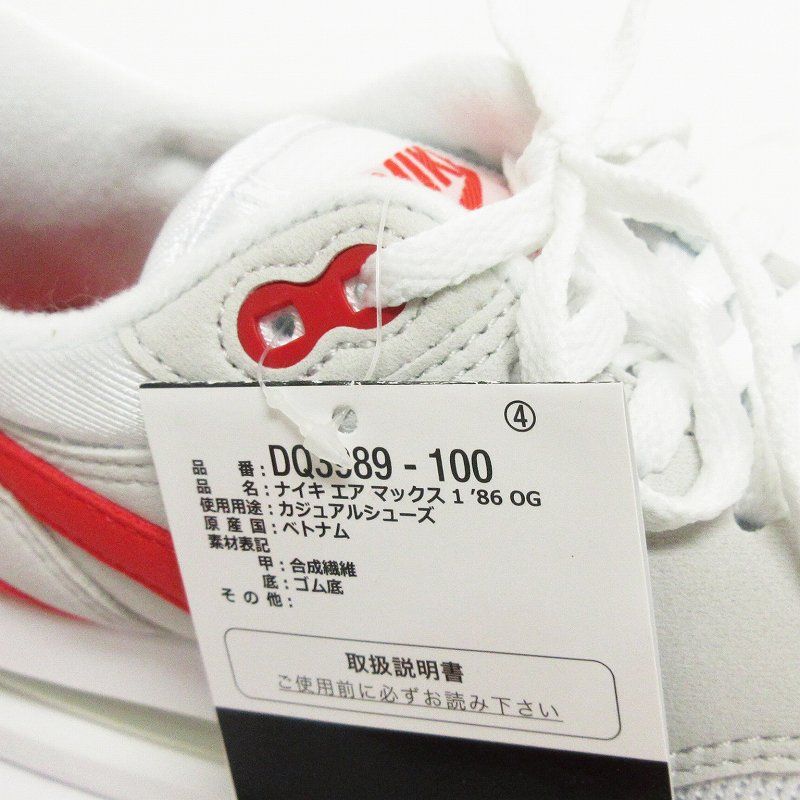 NIKE
④
DQ3989 - 100
品 番:
品 名:ナイキ エア マックス 1 '86 OG
使用用途:カジュアルシューズ
原 産 国:ベトナム
素材表記
甲:合成繊維
底:ゴム底
そ の 他:
取扱説明書
ご使用前に必ずお読み下さい